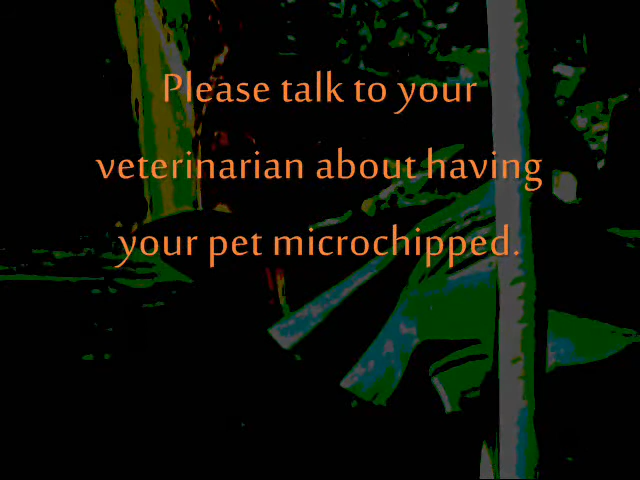 Please talk to your
veterinarian about having
your pet microchipped.